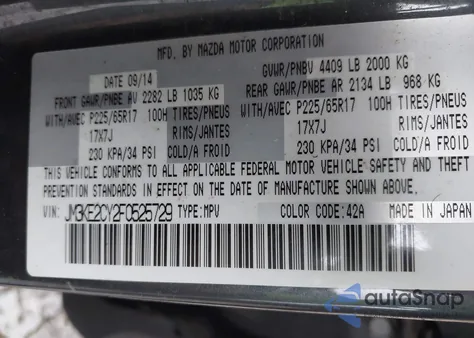 MFD. BY MAZDA MOTOR CORPORATION
DATE 09/14 GVWR/PNBV 4409 LB 2000 KG
FRONT GAWR/PNBE AV 2282 LB 1035 KG REAR GAWR/PNBE AR 2134 LB 968 KG
WITH/AVEC P225/65R17 100H TIRES/PNEUS WITH/AVEC P225/65R17 100H TIRES/PNEUS
17X7J RIMS/JANTES 17X7J RIMS/JANTES
230 KPA/34 PSI COLD/A FROID 230 KPA/34 PSI COLD/A FROID
THIS VEHICLE CONFORMS TO ALL APPLICABLE FEDERAL MOTOR VEHICLE SAFETY AND THEFT
PREVENTION STANDARDS IN EFFECT ON THE DATE OF MANUFACTURE SHOWN ABOVE.
VIN: JM3KE2CY2F0525729 TYPE:MPV COLOR CODE:42A MADE IN JAPAN
autoSnap